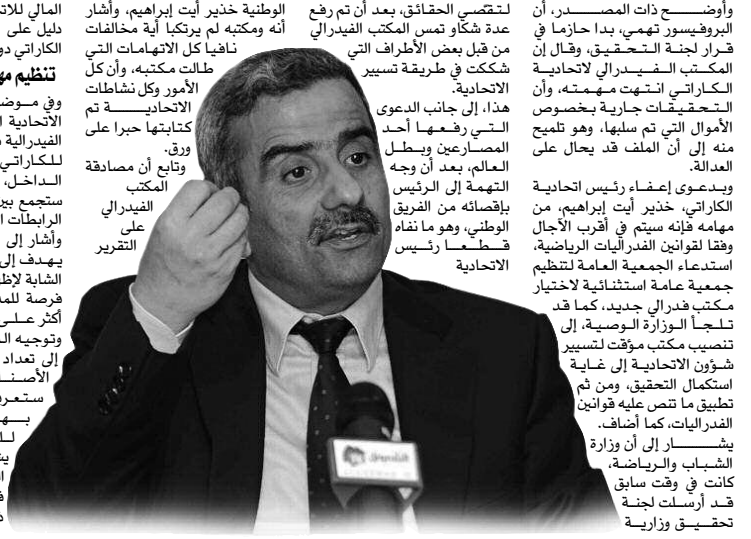 وأوضح ذات المصدر، أن
البروفيسور تهمي، بدا حازما في
قرار لجنة التحقيق، وقال إن
المكتب الفيدرالي لاتحادية
الكاراتي انتهت مهمته، وأن
التحقيقات جارية بخصوص
الأموال التي تم سلبها، وهو تلميح
منه إلى أن الملف قد يحال على
العدالة.
وبدعوى إعفاء رئيس اتحادية
الكاراتي، خذير أيت إبراهيم، من
مهامه فإنه سيتم في أقرب الآجال
وفقا لقوانين الفدراليات الرياضية،
استدعاء الجمعية العامة لتنظيم
جمعية عامة استثنائية لاختيار
مكتب فدرالي جديد، كما قد
تلجأ الوزارة الوصية، إلى
تنصيب مكتب مؤقت لتسيير
شؤون الاتحادية إلى غاية
استكمال التحقيق، ومن ثم
تطبيق ما تنص عليه قوانين
الفدراليات، كما أضاف.
يشار إلى أن وزارة
الشباب والرياضة،
كانت في وقت سابق
قد أرسلت لجنة
تحقيق وزارية
لتقصي الحقائق، بعد أن تم رفع
عدة شكاو تمس المكتب الفيدرالي
من قبل بعض الأطراف التي
شككت في طريقة تسيير
الاتحادية.
هذا، إلى جانب الدعوى
التي رفعها أحد
المصارعين وبطل
العالم، بعد أن وجه
التهمة إلى الرئيس
بإقصائه من الفريق
الوطني، وهو ما نفاه
قطعا رئيس
الاتحادية
الوطنية خذير أيت إبراهيم، وأشار
أنه ومكتبه لم يرتكبا أية مخالفات
نافيا كل الاتهامات التي
طالت مكتبه، وأن كل
الأمور وكل نشاطات
الاتحادية تم
كتابتها حبرا على
ورق.
وتابع أن مصادقة
المكتب
الفيدرالي
على
التقرير
المالي للات
دليل على
الكاراتي دو
تنظيم مه
وفي موض
الاتحادية ا
الفيدرالية
للكاراتي
الداخل،
ستجمع بين
الرابطات ا
وأشار إلى
يهدف إلى
الشابة لإظه
فرصة للمد
أكثر على
وتوجيه ال
إلى تعداد
الأصن
ستعر
به
لل
يش